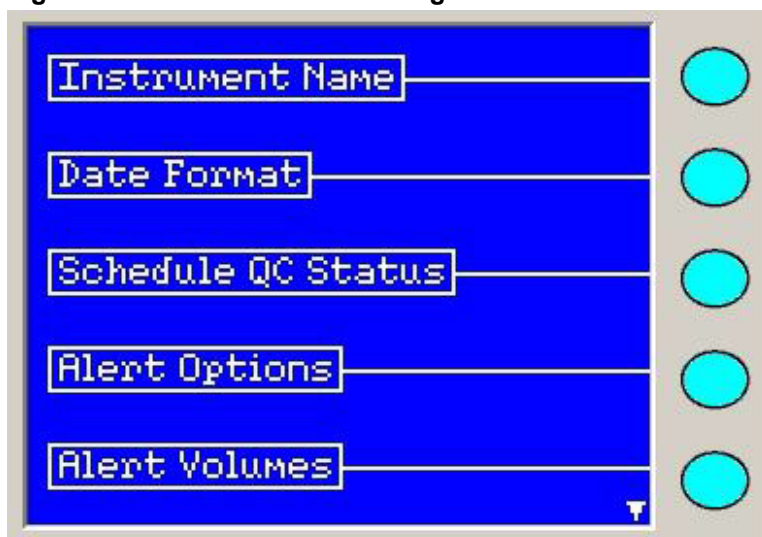 Instrument Name
Date Format
Schedule QC Status
Alert Options
Alert Volumes